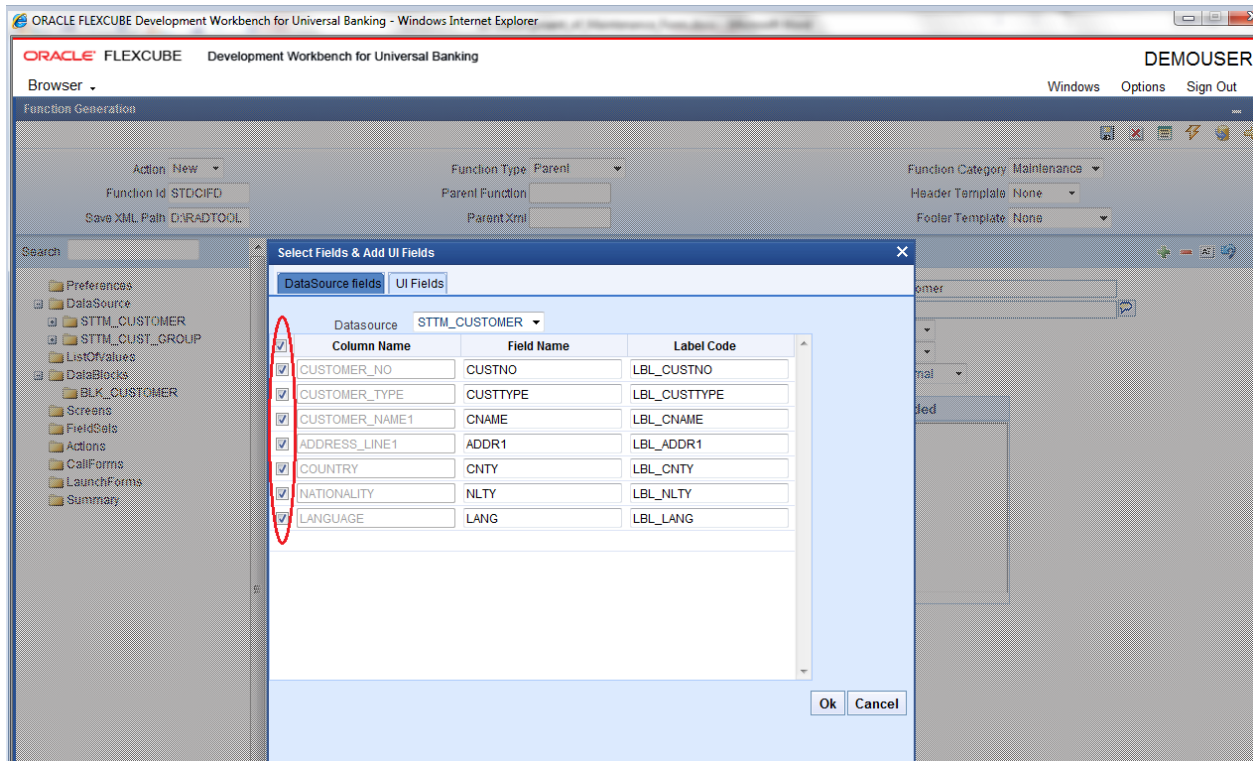 ORACLE FLEXCUBE Development Workbench for Universal Banking - Windows Internet Explorer
ORACLE FLEXCUBE Development Workbench for Universal Banking DEMOUSER
Browser Windows Options Sign Out
Function Generation
Action New Function Type Parent Function Category Maintenance
Function Id STDCIFD Parent Function Header Template None
Save XML Path D:\RADTOOL Parent Xml Footer Template None
Search
Select Fields & Add UI Fields
DataSource fields UI Fields
Preferences
DataSource
STTM_CUSTOMER
STTM_CUST_GROUP
ListOfValues
DataBlocks
BLK_CUSTOMER
Screens
FieldSets
Actions
CallForms
LaunchForms
Summary
Datasource STTM_CUSTOMER
Column Name Field Name Label Code
CUSTOMER_NO CUSTNO LBL_CUSTNO
CUSTOMER_TYPE CUSTTYPE LBL_CUSTTYPE
CUSTOMER_NAME1 CNAME LBL_CNAME
ADDRESS_LINE1 ADDR1 LBL_ADDR1
COUNTRY CNTY LBL_CNTY
NATIONALITY NLTY LBL_NLTY
LANGUAGE LANG LBL_LANG
omer
mal
ded
Ok Cancel